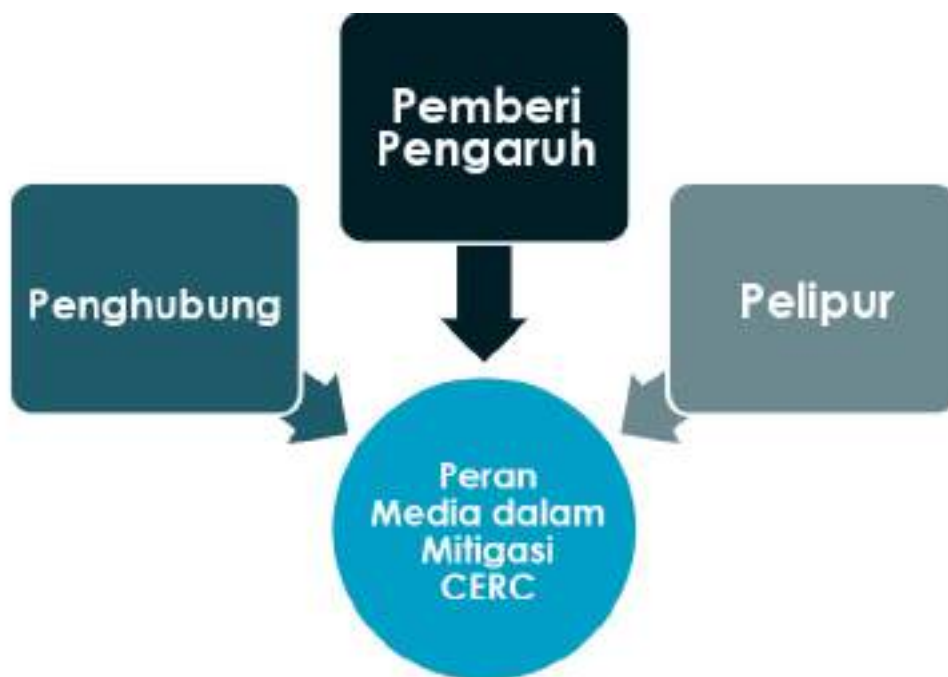 Pemberi
Pengaruh
Penghubung
Pelipur
Peran
Media dalam
Mitigasi
CERC